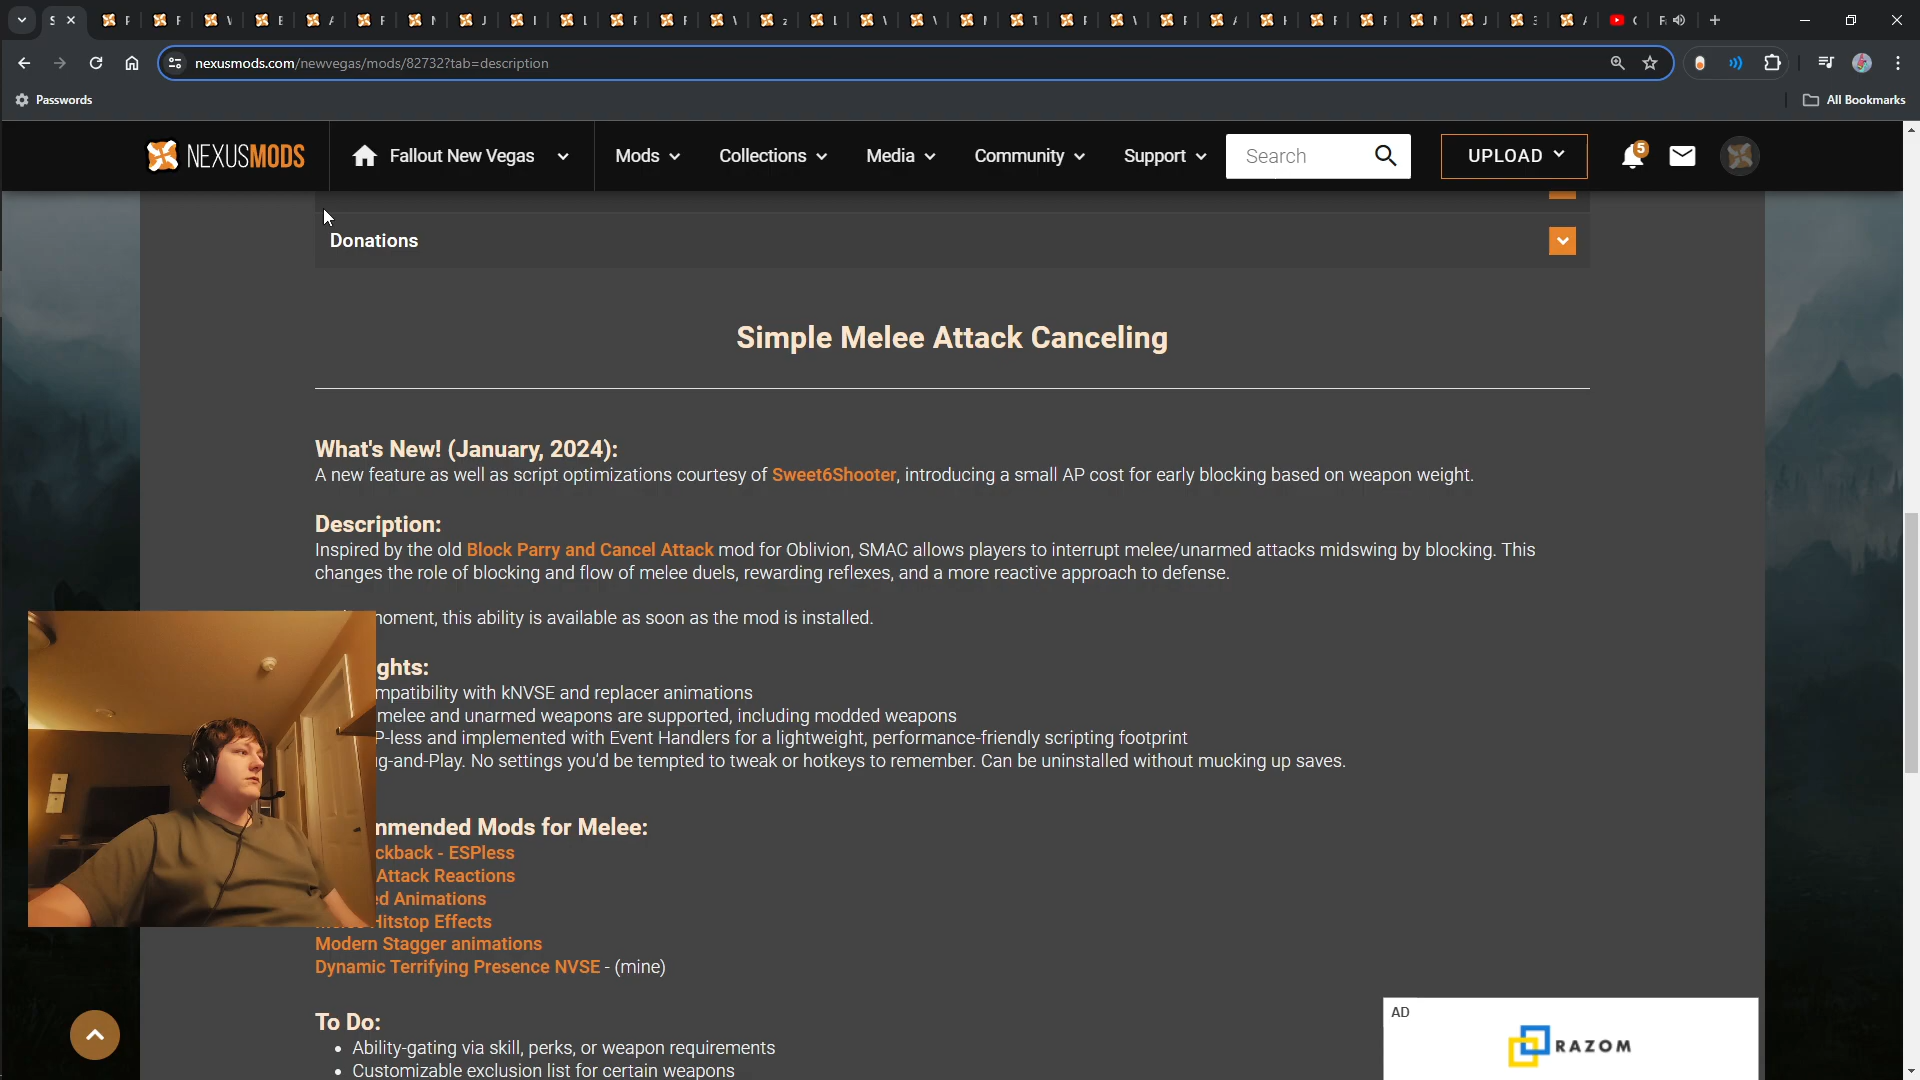 nexusmods.com/newvegas/mods/82732?tab=description
Passwords
All Bookmarks
NEXUSMODS
Fallout New Vegas
Mods
Collections
Media
Community
Support
Search
UPLOAD
5
Donations
Simple Melee Attack Canceling
What's New! (January, 2024):
A new feature as well as script optimizations courtesy of Sweet6Shooter, introducing a small AP cost for early blocking based on weapon weight.
Description:
Inspired by the old Block Parry and Cancel Attack mod for Oblivion, SMAC allows players to interrupt melee/unarmed attacks midswing by blocking. This
changes the role of blocking and flow of melee duels, rewarding reflexes, and a more reactive approach to defense.
oment, this ability is available as soon as the mod is installed.
ghts:
mpatibility with kNVSE and replacer animations
melee and unarmed weapons are supported, including modded weapons
P-less and implemented with Event Handlers for a lightweight, performance-friendly scripting footprint
g-and-Play. No settings you'd be tempted to tweak or hotkeys to remember. Can be uninstalled without mucking up saves.
mmended Mods for Melee:
ckback - ESPless
Attack Reactions
ed Animations
Hitstop Effects
Modern Stagger animations
Dynamic Terrifying Presence NVSE - (mine)
To Do:
• Ability-gating via skill, perks, or weapon requirements
• Customizable exclusion list for certain weapons
AD
RAZOM